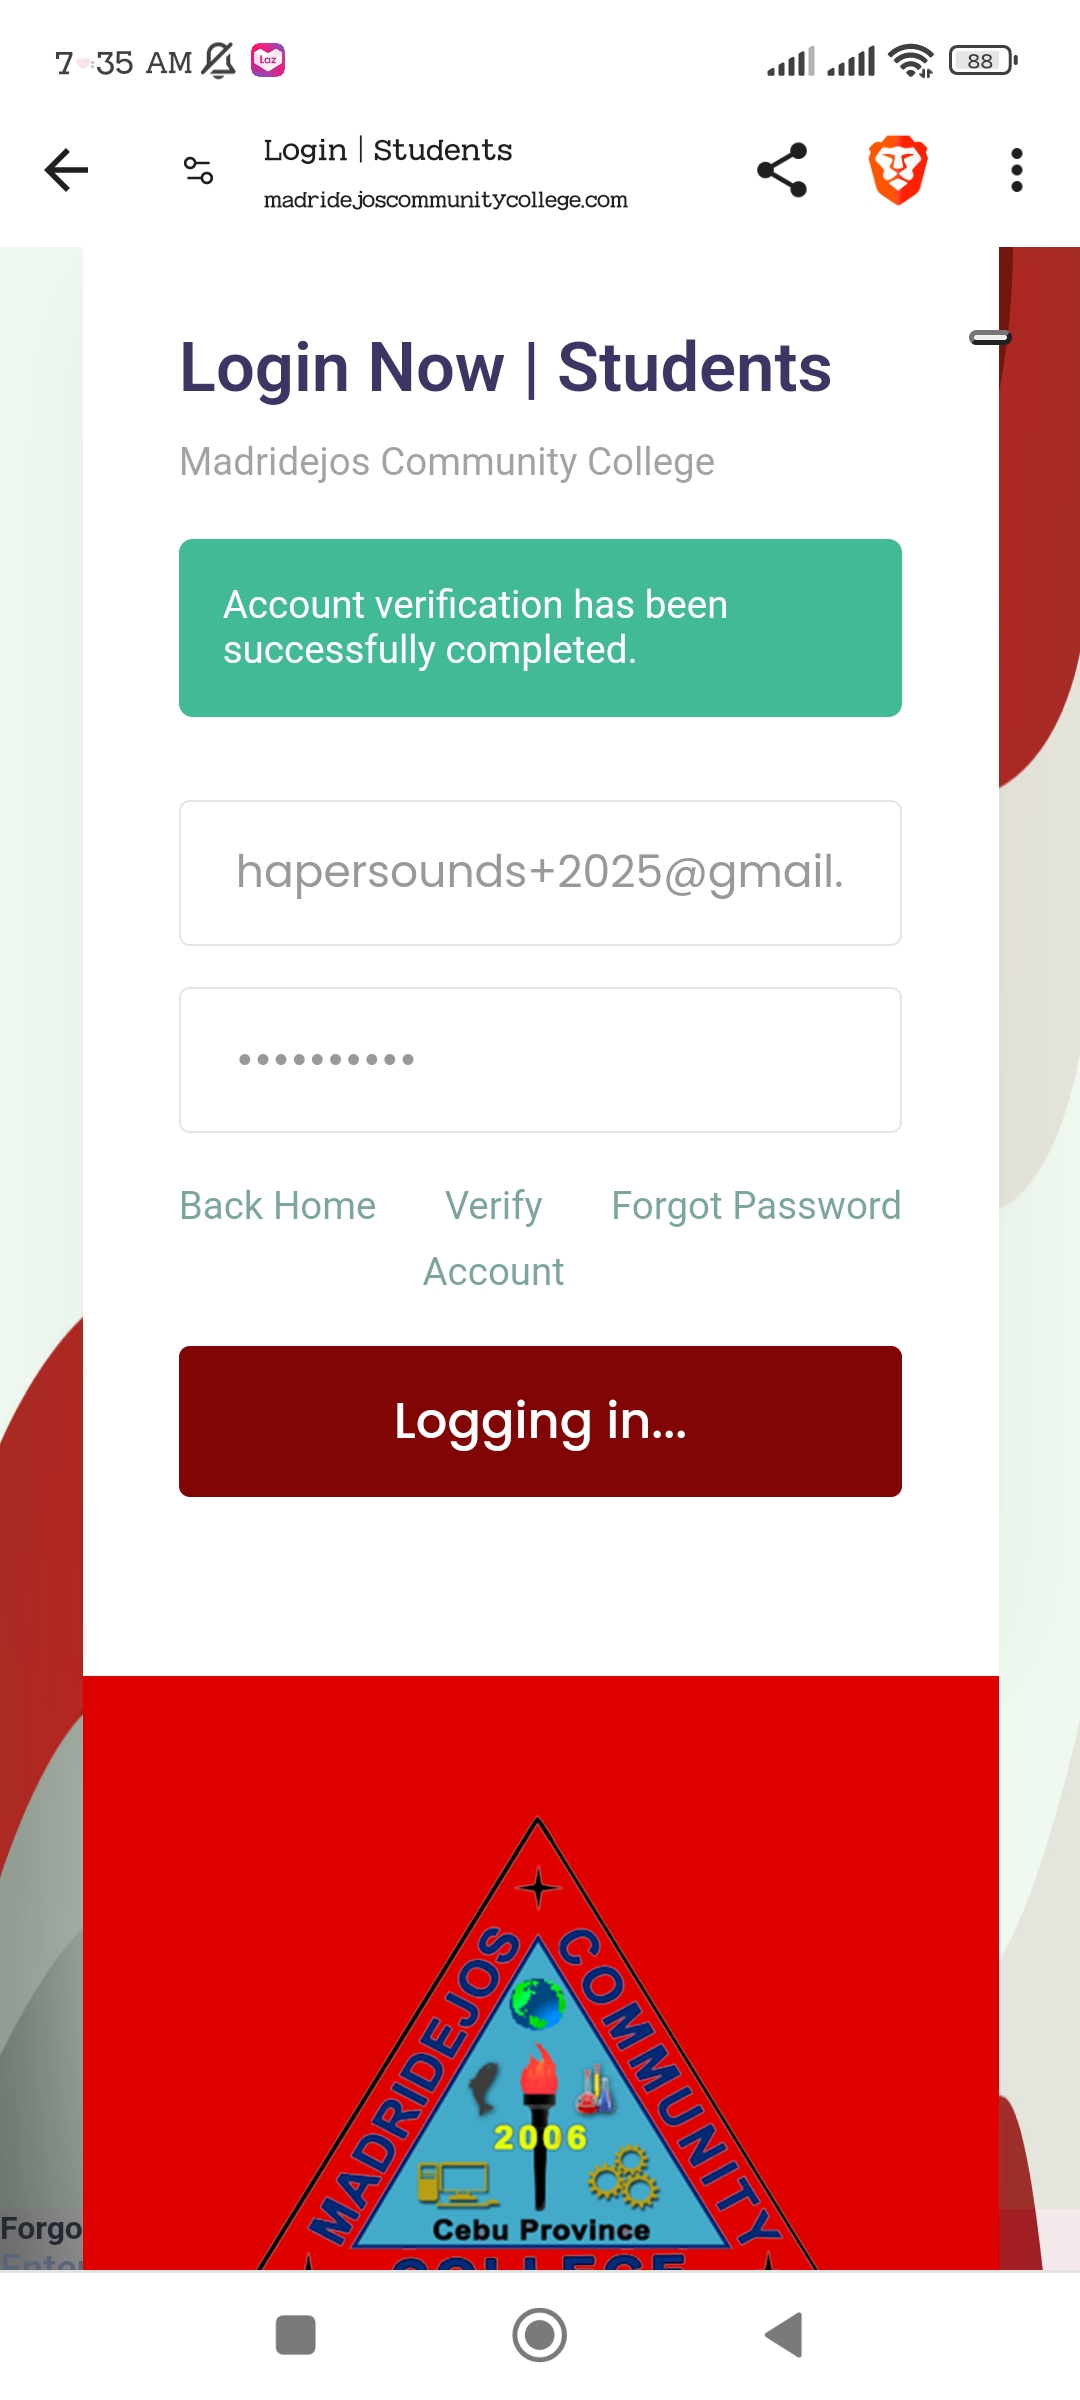 7:35 AM
Laz
88
Login | Students
madridejoscommunitycollege.com
Login Now | Students
Madridejos Community College
Account verification has been
successfully completed.
hapersounds+2025@gmail.
••••••••••
Back Home
Verify
Account
Forgot Password
Logging in...
MADRIDEJOS
COMMUNITY
2006
Cebu Province
COLLEGE
Forgo
Enter